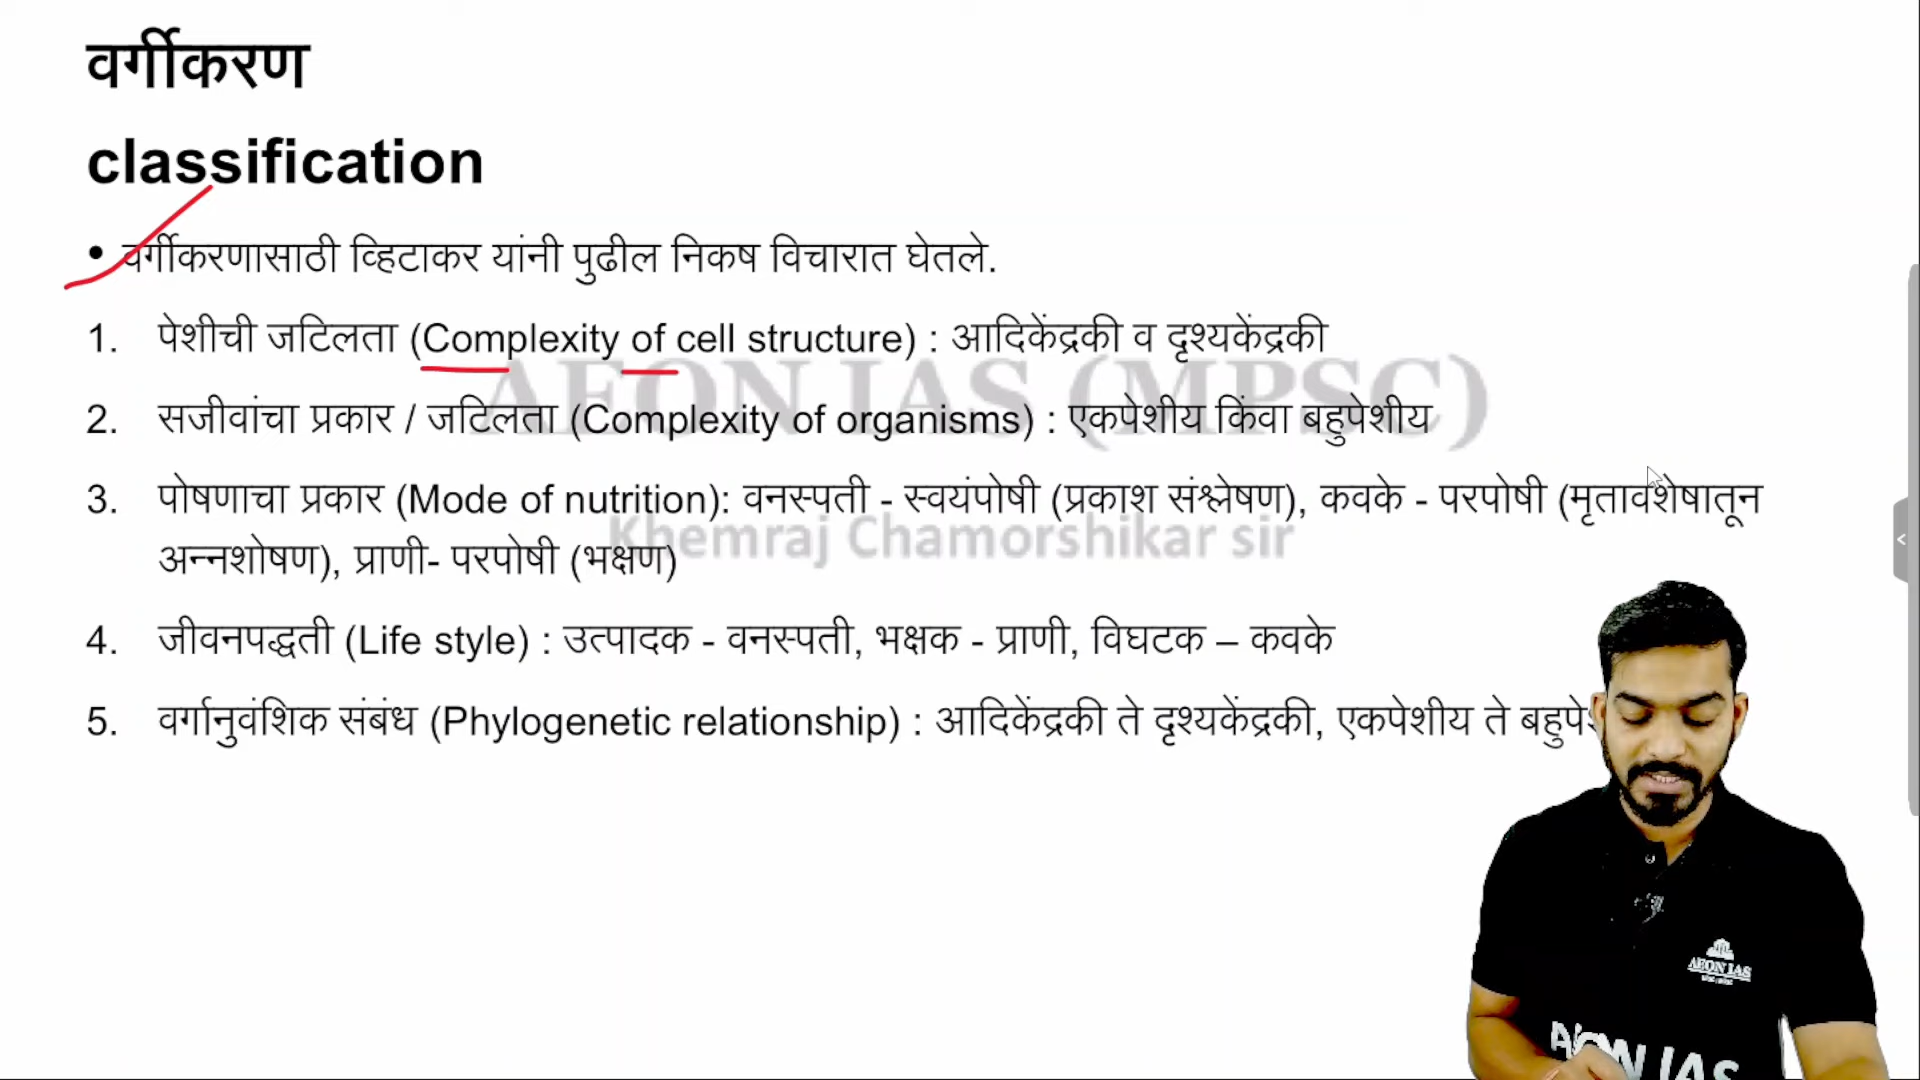 वर्गीकरण
classification
• वर्गीकरणासाठी व्हिटाकर यांनी पुढील निकष विचारात घेतले.
1. पेशीची जटिलता (Complexity of cell structure) : आदिकेंद्रकी व दृश्यकेंद्रकी
AEON IAS (MPSC)
2. सजीवांचा प्रकार / जटिलता (Complexity of organisms) : एकपेशीय किंवा बहुपेशीय
3. पोषणाचा प्रकार (Mode of nutrition): वनस्पती - स्वयंपोषी (प्रकाश संश्लेषण), कवके - परपोषी (मृतावशेषातून
Khemraj Chamorshikar sir
अन्नशोषण), प्राणी- परपोषी (भक्षण)
4. जीवनपद्धती (Life style) : उत्पादक - वनस्पती, भक्षक - प्राणी, विघटक – कवके
5. वर्गानुवंशिक संबंध (Phylogenetic relationship) : आदिकेंद्रकी ते दृश्यकेंद्रकी, एकपेशीय ते
AEON IAS
AEON IAS